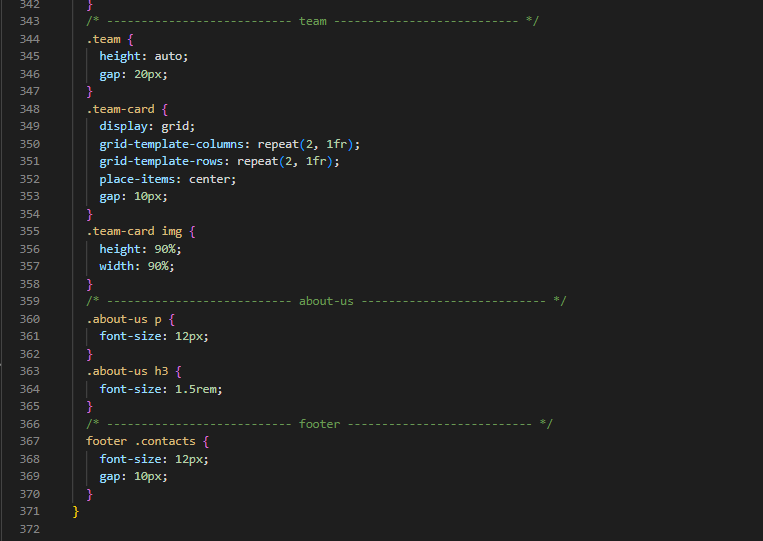 342 }
343 /* --------------------------- team --------------------------- */
344 .team {
345 height: auto;
346 gap: 20px;
347 }
348 .team-card {
349 display: grid;
350 grid-template-columns: repeat(2, 1fr);
351 grid-template-rows: repeat(2, 1fr);
352 place-items: center;
353 gap: 10px;
354 }
355 .team-card img {
356 height: 90%;
357 width: 90%;
358 }
359 /* --------------------------- about-us --------------------------- */
360 .about-us p {
361 font-size: 12px;
362 }
363 .about-us h3 {
364 font-size: 1.5rem;
365 }
366 /* --------------------------- footer --------------------------- */
367 footer .contacts {
368 font-size: 12px;
369 gap: 10px;
370 }
371 }
372